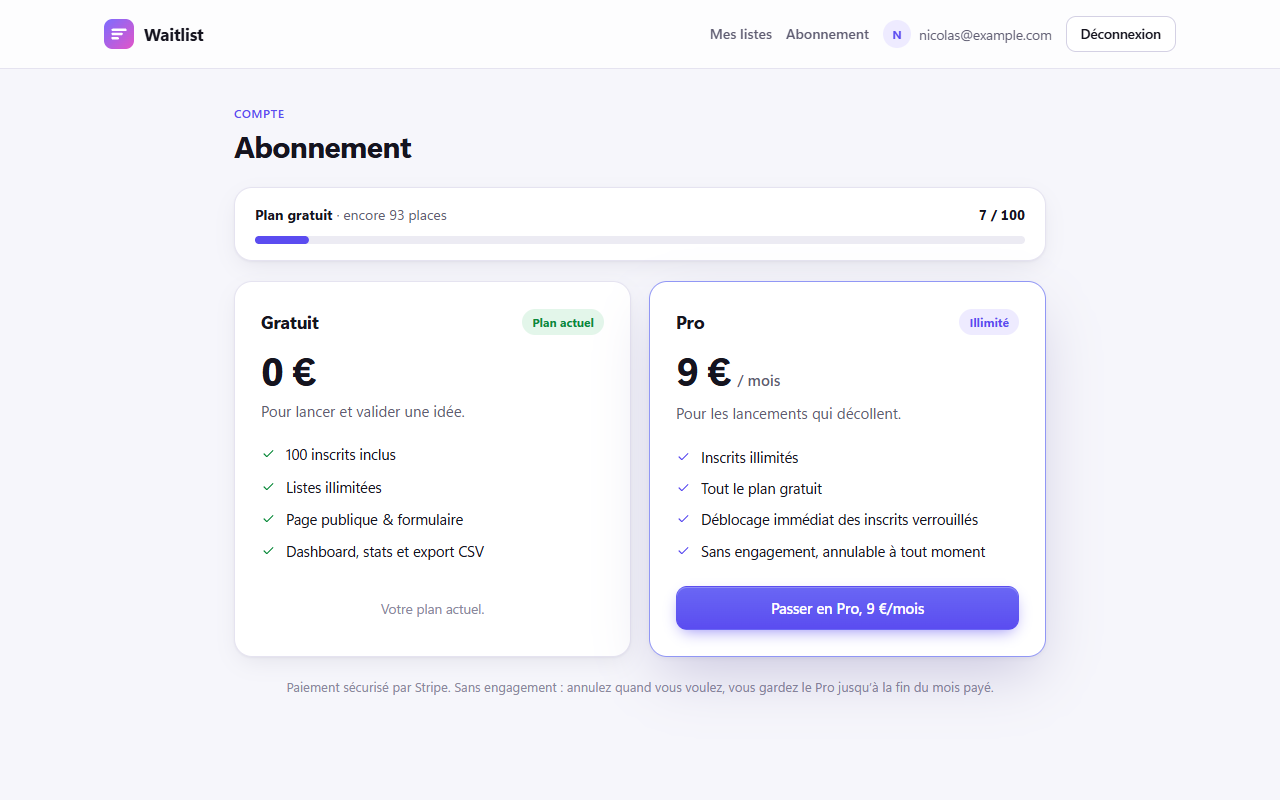 Waitlist
Mes listes Abonnement N nicolas@example.com Déconnexion
COMPTE
Abonnement
Plan gratuit · encore 93 places 7 / 100
Gratuit Plan actuel
0 €
Pour lancer et valider une idée.
100 inscrits inclus
Listes illimitées
Page publique & formulaire
Dashboard, stats et export CSV
Votre plan actuel.
Pro Illimité
9 € / mois
Pour les lancements qui décollent.
Inscrits illimités
Tout le plan gratuit
Déblocage immédiat des inscrits verrouillés
Sans engagement, annulable à tout moment
Passer en Pro, 9 €/mois
Paiement sécurisé par Stripe. Sans engagement : annulez quand vous voulez, vous gardez le Pro jusqu'à la fin du mois payé.